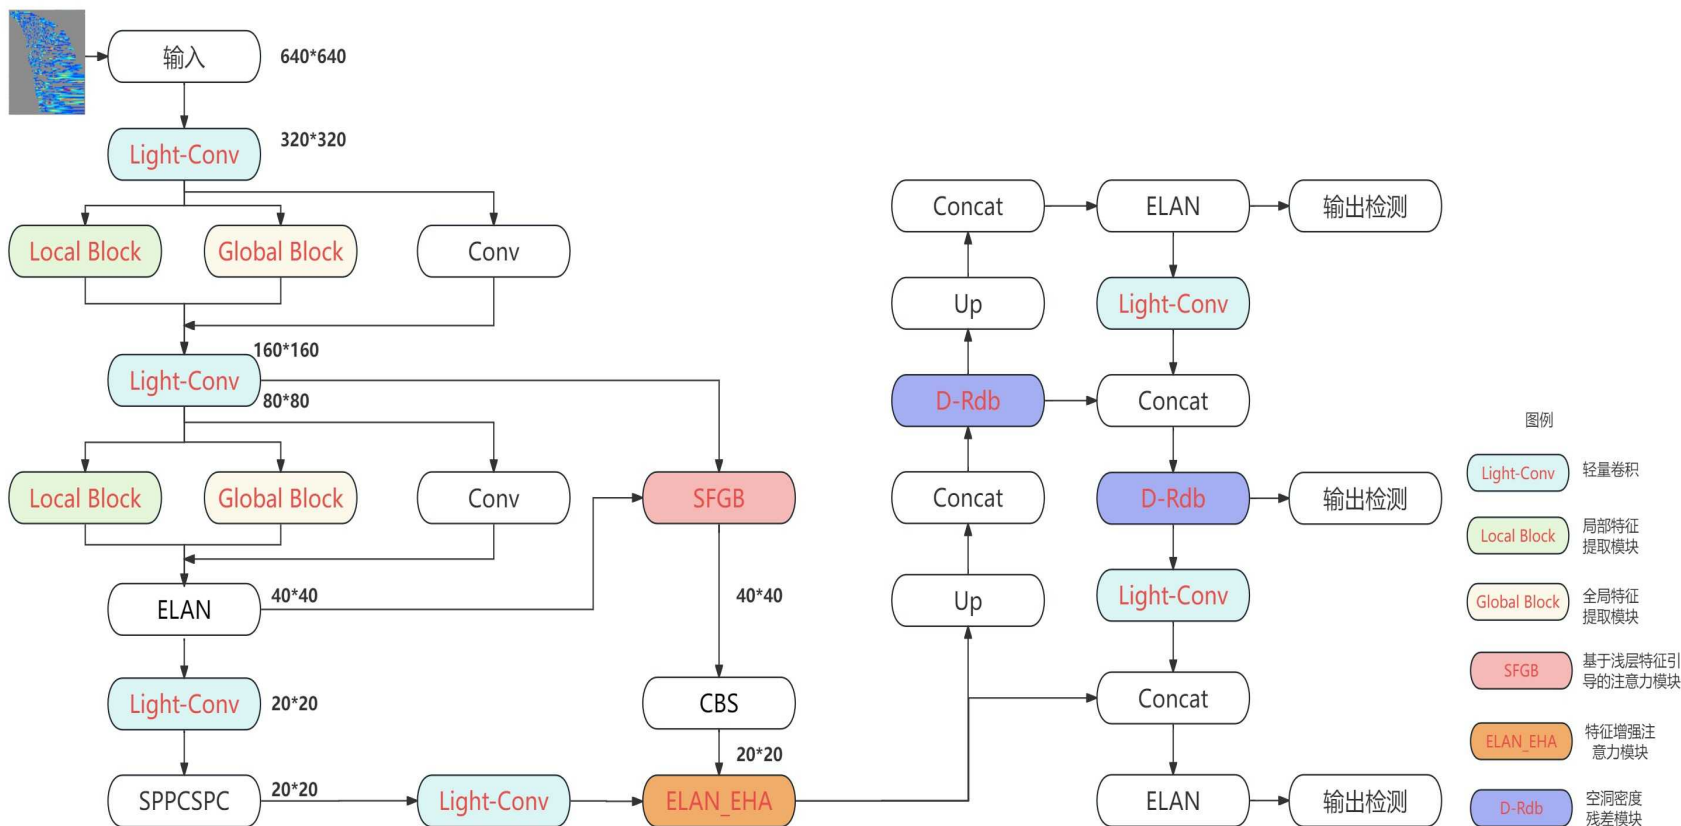 输入
640*640
Light-Conv
320*320
Local Block
Global Block
Conv
160*160
Light-Conv
80*80
Local Block
Global Block
Conv
SFGB
ELAN
40*40
40*40
Light-Conv
20*20
CBS
20*20
SPPCSPC
20*20
Light-Conv
ELAN_EHA
Concat
ELAN
输出检测
Up
Light-Conv
D-Rdb
Concat
Concat
D-Rdb
输出检测
Up
Light-Conv
Concat
ELAN
输出检测
图例
Light-Conv
轻量卷积
Local Block
局部特征
提取模块
Global Block
全局特征
提取模块
SFGB
基于浅层特征引
导的注意力模块
ELAN_EHA
特征增强注
意力模块
D-Rdb
空洞密度
残差模块